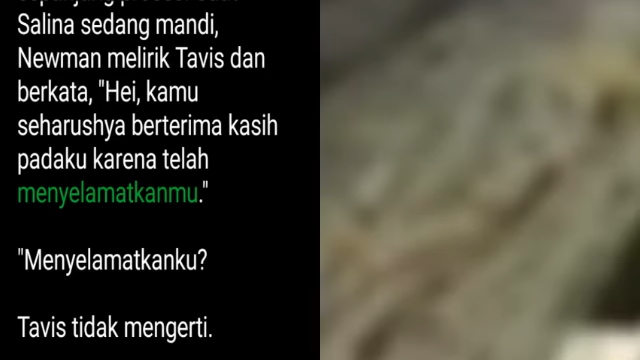 Salina sedang mandi,
Newman melirik Tavis dan
berkata, "Hei, kamu
seharushya berterima kasih
padaku karena telah
menyelamatkanmu."
"Menyelamatkanku?
Tavis tidak mengerti.